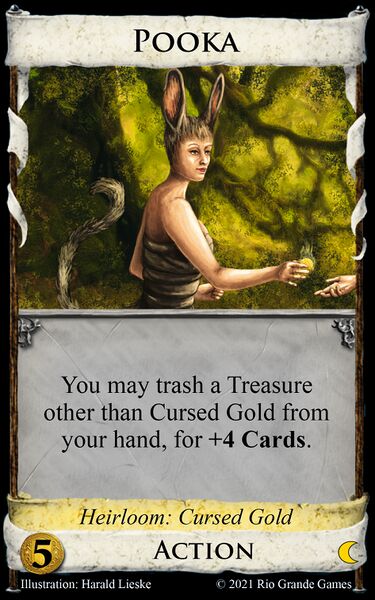 POOKA
You may trash a Treasure
other than Cursed Gold from
your hand, for +4 Cards.
Heirloom: Cursed Gold
5 ACTION
Illustration: Harald Lieske © 2021 Rio Grande Games